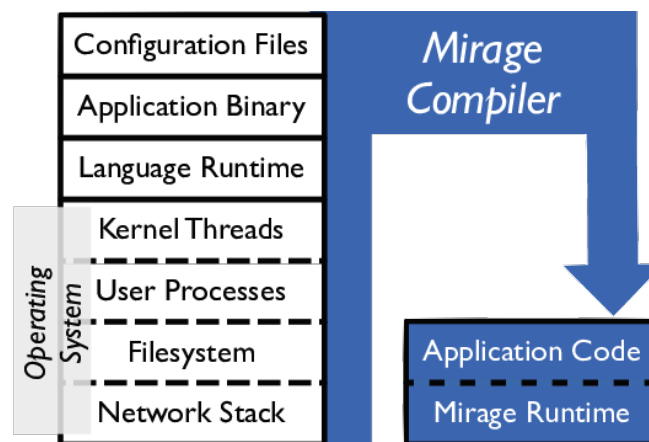 Configuration Files
Application Binary
Language Runtime
Kernel Threads
User Processes
Filesystem
Network Stack
Operating
System
Mirage
Compiler
Application Code
Mirage Runtime